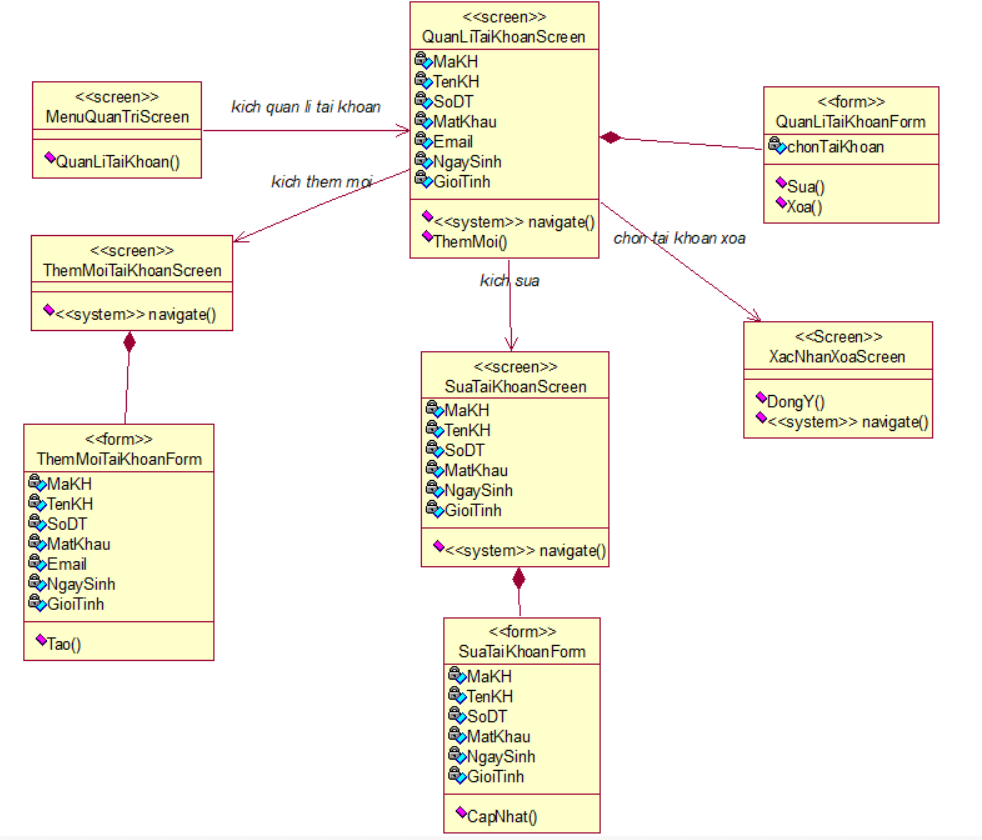 <<screen>>
QuanLiTaiKhoanScreen
MaKH
TenKH
SoDT
MatKhau
Email
NgaySinh
GioiTinh
<<system>> navigate()
ThemMoi()
<<screen>>
MenuQuanTriScreen
QuanLiTaiKhoan()
kich quan li tai khoan
<<form>>
QuanLiTaiKhoanForm
chonTaiKhoan
Sua()
Xoa()
kich them moi
chon tai khoan xoa
kich sua
<<screen>>
ThemMoiTaiKhoanScreen
<<system>> navigate()
<<Screen>>
XacNhanXoaScreen
DongY()
<<system>> navigate()
<<screen>>
SuaTaiKhoanScreen
MaKH
TenKH
SoDT
MatKhau
NgaySinh
GioiTinh
<<system>> navigate()
<<form>>
ThemMoiTaiKhoanForm
MaKH
TenKH
SoDT
MatKhau
Email
NgaySinh
GioiTinh
Tao()
<<form>>
SuaTaiKhoanForm
MaKH
TenKH
SoDT
MatKhau
NgaySinh
GioiTinh
CapNhat()